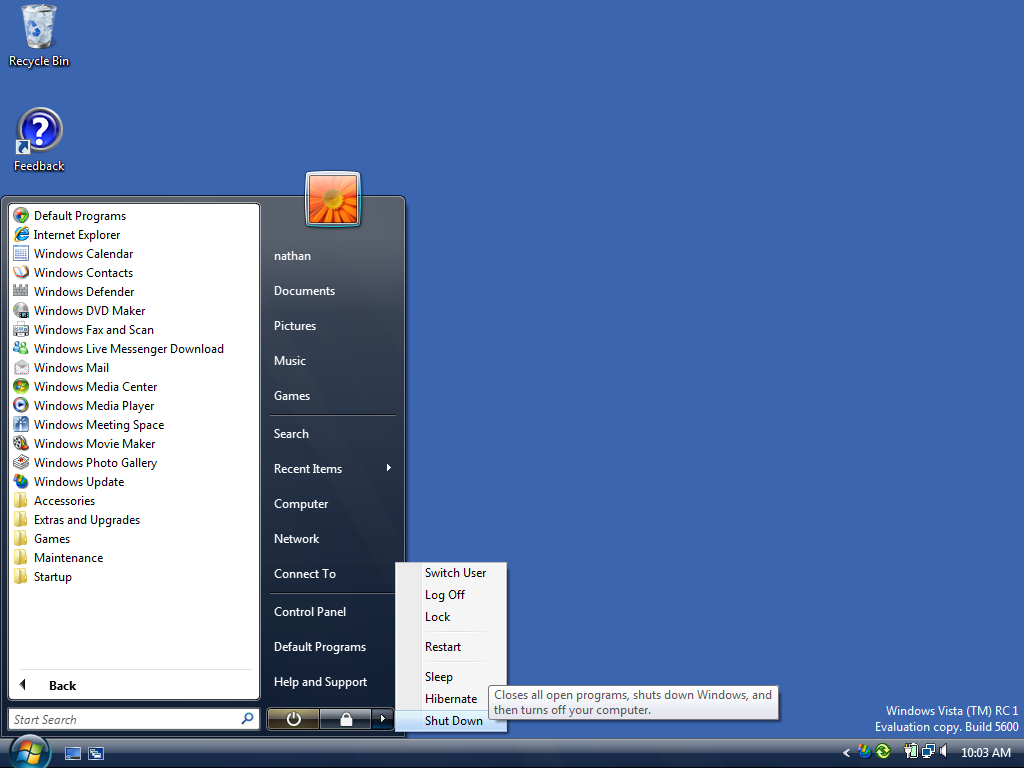 Recycle Bin
Feedback
Default Programs
Internet Explorer
Windows Calendar
Windows Contacts
Windows Defender
Windows DVD Maker
Windows Fax and Scan
Windows Live Messenger Download
Windows Mail
Windows Media Center
Windows Media Player
Windows Meeting Space
Windows Movie Maker
Windows Photo Gallery
Windows Update
Accessories
Extras and Upgrades
Games
Maintenance
Startup
Back
Start Search
nathan
Documents
Pictures
Music
Games
Search
Recent Items
Computer
Network
Connect To
Control Panel
Default Programs
Help and Support
Switch User
Log Off
Lock
Restart
Sleep
Hibernate
Shut Down
Closes all open programs, shuts down Windows, and
then turns off your computer.
Windows Vista (TM) RC 1
Evaluation copy. Build 5600
10:03 AM